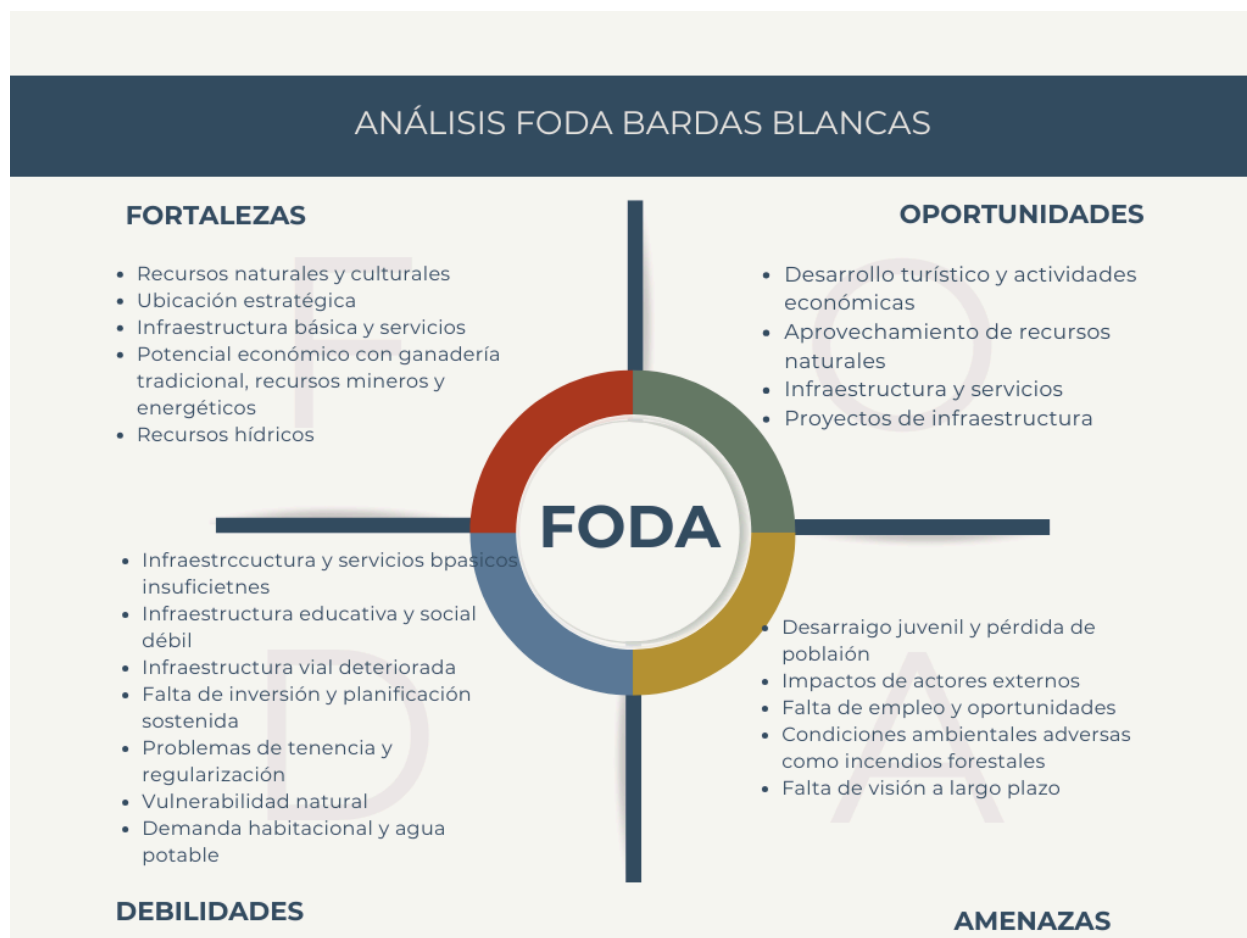 ANÁLISIS FODA BARDAS BLANCAS
FORTALEZAS
• Recursos naturales y culturales
• Ubicación estratégica
• Infraestructura básica y servicios
• Potencial económico con ganadería
tradicional, recursos mineros y
energéticos
• Recursos hídricos
F
OPORTUNIDADES
• Desarrollo turístico y actividades
económicas
• Aprovechamiento de recursos
naturales
• Infraestructura y servicios
• Proyectos de infraestructura
O
FODA
• Infraestrccuctura y servicios bpasicos
insuficietnes
• Infraestructura educativa y social
débil
• Infraestructura vial deteriorada
• Falta de inversión y planificación
sostenida
• Problemas de tenencia y
regularización
• Vulnerabilidad natural
• Demanda habitacional y agua
potable
D
DEBILIDADES
• Desarraigo juvenil y pérdida de
poblaión
• Impactos de actores externos
• Falta de empleo y oportunidades
• Condiciones ambientales adversas
como incendios forestales
• Falta de visión a largo plazo
A
AMENAZAS